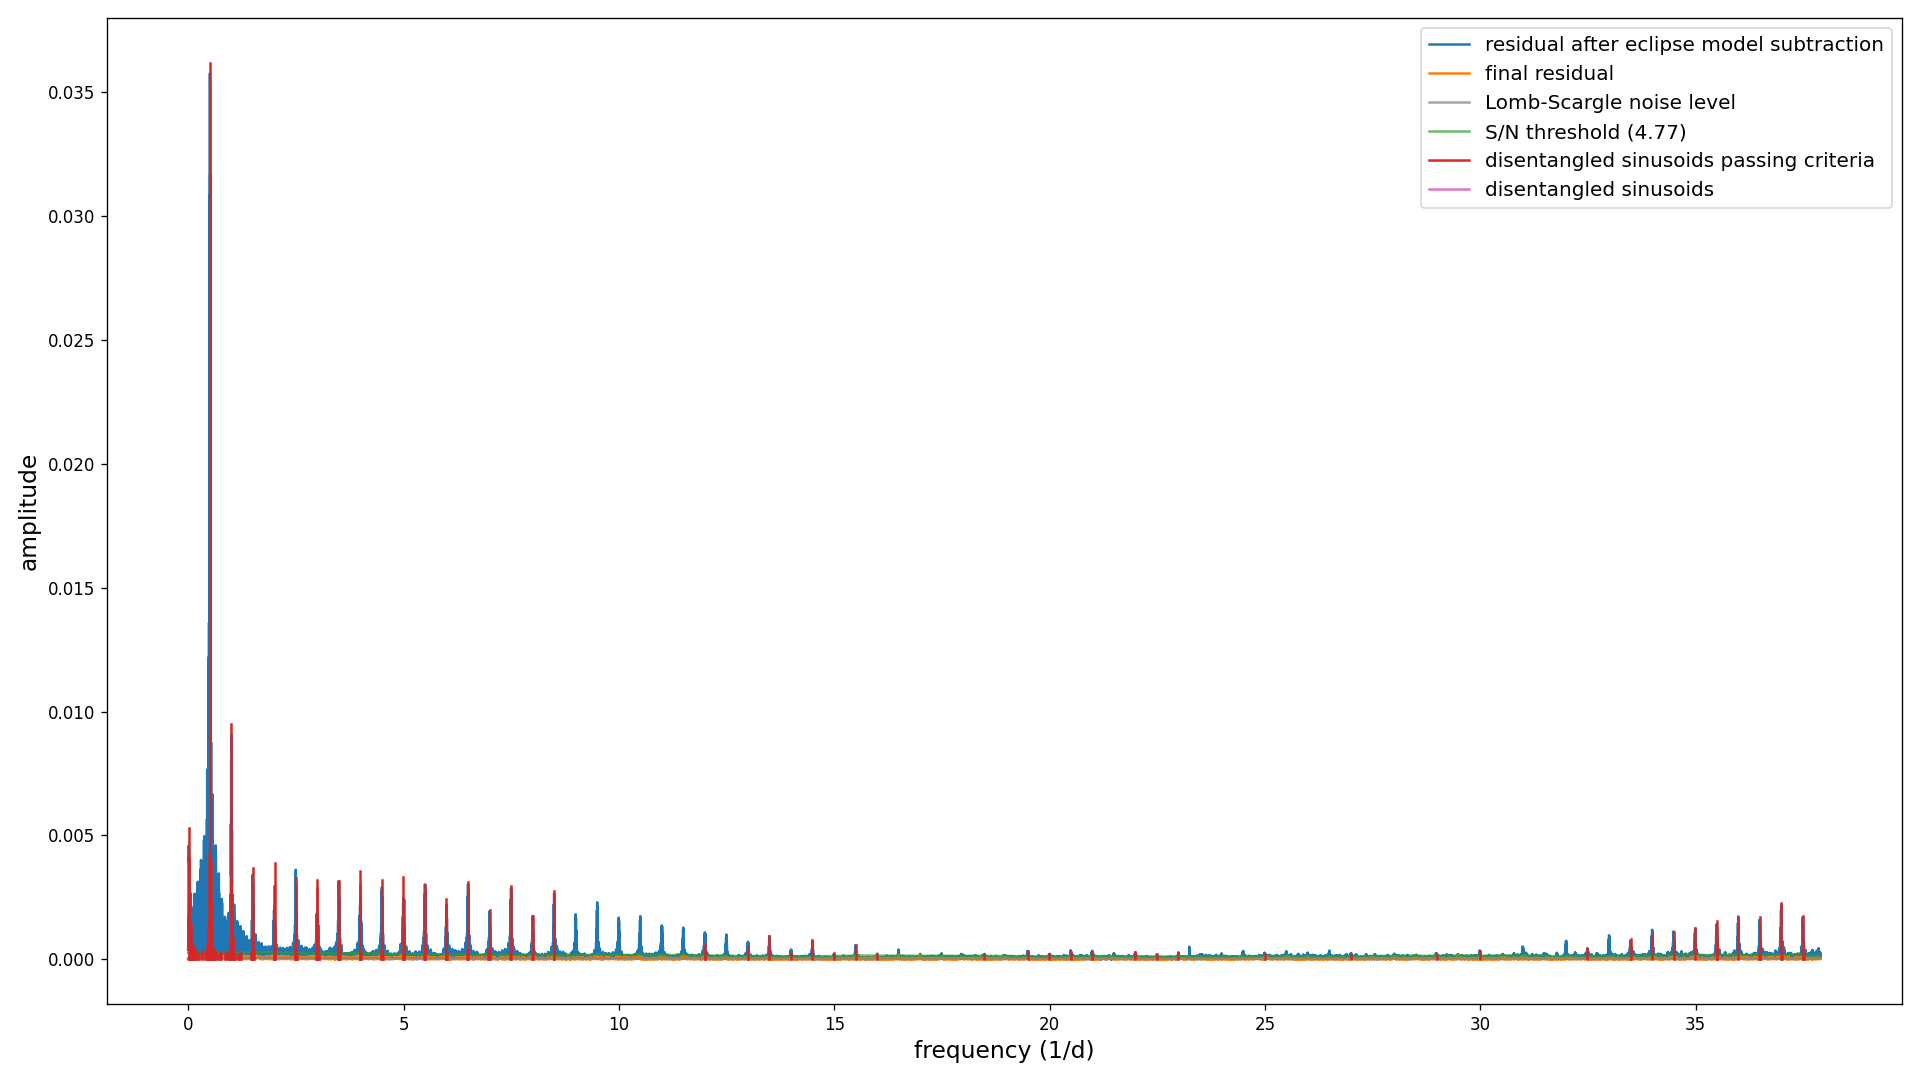 residual after eclipse model subtraction
final residual
Lomb-Scargle noise level
S/N threshold (4.77)
disentangled sinusoids passing criteria
disentangled sinusoids
0.035
0.030
0.025
0.020
0.015
0.010
0.005
0.000
amplitude
0 5 10 15 20 25 30 35
frequency (1/d)